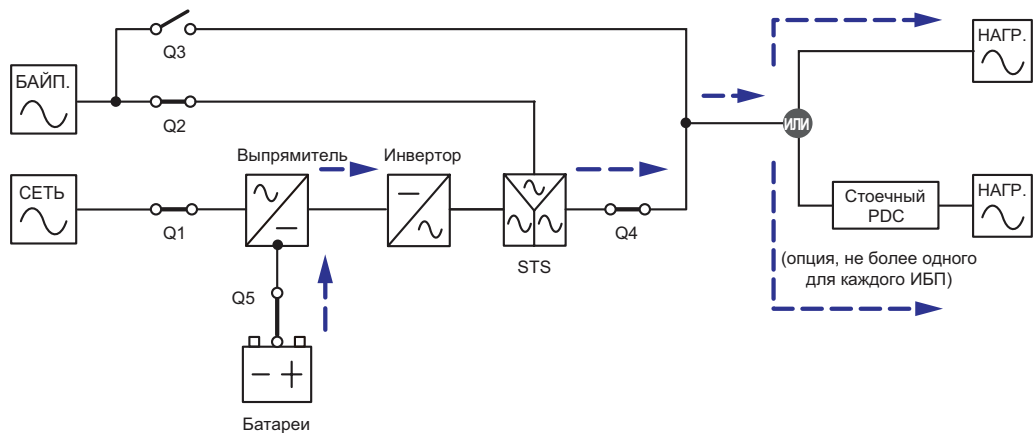 Q3
НАГР.
БАЙП.
Q2
ИЛИ
Выпрямитель
Инвертор
СЕТЬ
Q1
STS
Q4
Стоечный
PDC
НАГР.
(опция, не более одного
для каждого ИБП)
Q5
Батареи